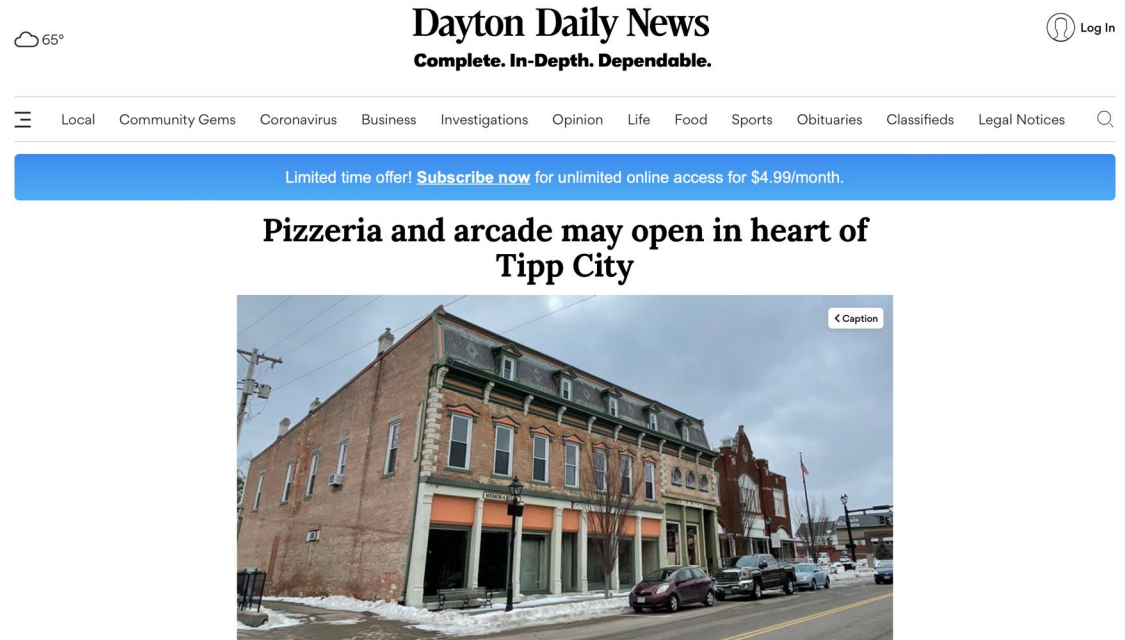 Dayton Daily News
65°
Log In
Complete. In-Depth. Dependable.
Local Community Gems Coronavirus Business Investigations Opinion Life Food Sports Obituaries Classifieds Legal Notices
Limited time offer! Subscribe now for unlimited online access for $4.99/month.
Pizzeria and arcade may open in heart of
Tipp City
Caption